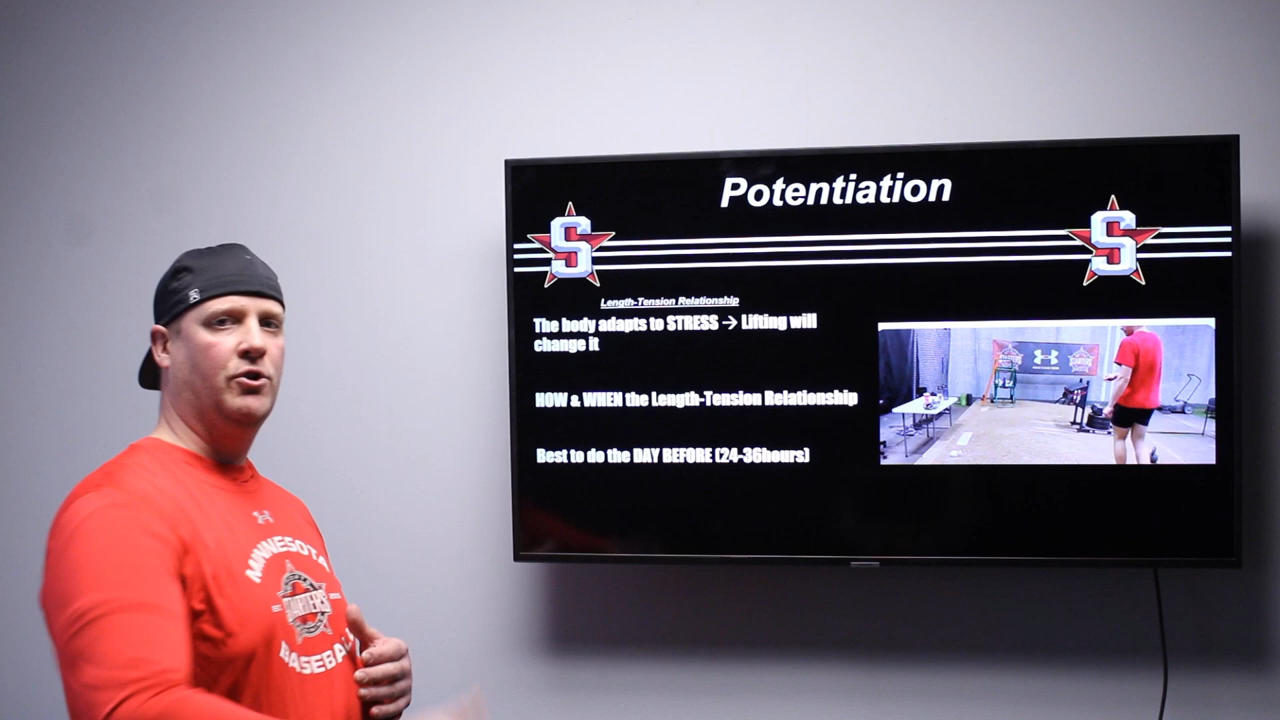 Potentiation
S
S
Length-Tension Relationship
The body adapts to STRESS → Lifting will
change it
HOW & WHEN the Length-Tension Relationship
Best to do the DAY BEFORE (24-36hours)
MINNESOTA
STARTERS
BASEBALL